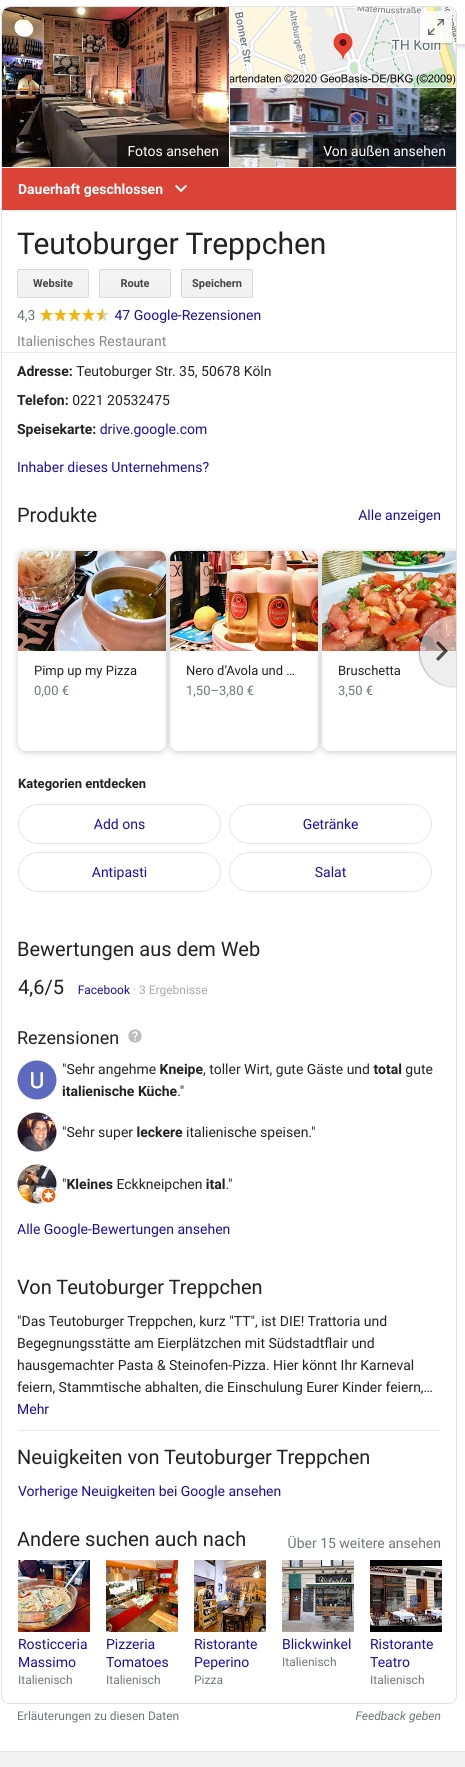 Bonner Str.
Alteburger Str.
Maternusstraße
TH Köln
artendaten ©2020 GeoBasis-DE/BKG (©2009)
Fotos ansehen
Von außen ansehen
Dauerhaft geschlossen
Teutoburger Treppchen
Website Route Speichern
4,3 47 Google-Rezensionen
Italienisches Restaurant
Adresse: Teutoburger Str. 35, 50678 Köln
Telefon: 0221 20532475
Speisekarte: drive.google.com
Inhaber dieses Unternehmens?
Produkte Alle anzeigen
Pimp up my Pizza
0,00 €
Nero d’Avola und ...
1,50–3,80 €
Bruschetta
3,50 €
Kategorien entdecken
Add ons Getränke
Antipasti Salat
Bewertungen aus dem Web
4,6/5 Facebook · 3 Ergebnisse
Rezensionen ?
U
"Sehr angehme Kneipe, toller Wirt, gute Gäste und total gute
italienische Küche."
"Sehr super leckere italienische speisen."
"Kleines Eckkneipchen ital."
Alle Google-Bewertungen ansehen
Von Teutoburger Treppchen
"Das Teutoburger Treppchen, kurz "TT", ist DIE! Trattoria und
Begegnungsstätte am Eierplätzchen mit Südstadtflair und
hausgemachter Pasta & Steinofen-Pizza. Hier könnt Ihr Karneval
feiern, Stammtische abhalten, die Einschulung Eurer Kinder feiern,...
Mehr
Neuigkeiten von Teutoburger Treppchen
Vorherige Neuigkeiten bei Google ansehen
Andere suchen auch nach Über 15 weitere ansehen
Rosticceria
Massimo
Italienisch
Pizzeria
Tomatoes
Italienisch
Ristorante
Peperino
Pizza
Blickwinkel
Italienisch
Ristorante
Teatro
Italienisch
Erläuterungen zu diesen Daten Feedback geben